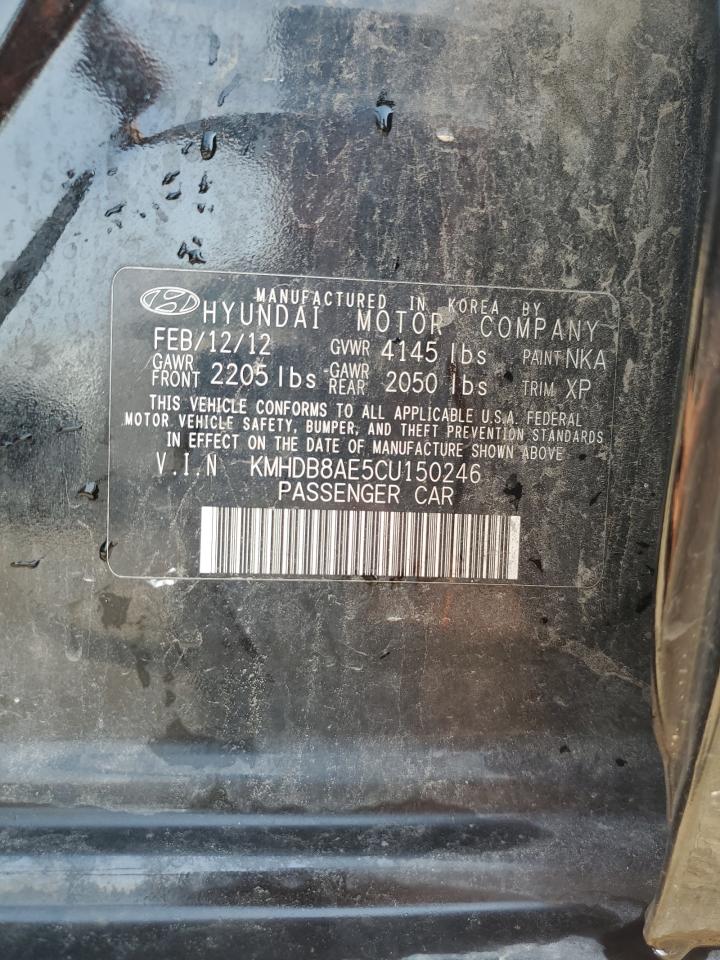 MANUFACTURED IN KOREA BY
HYUNDAI MOTOR COMPANY
FEB/12/12 GVWR 4145 lbs PAINT NKA
GAWR FRONT 2205 lbs GAWR REAR 2050 lbs TRIM XP
THIS VEHICLE CONFORMS TO ALL APPLICABLE U.S.A. FEDERAL
MOTOR VEHICLE SAFETY, BUMPER, AND THEFT PREVENTION STANDARDS
IN EFFECT ON THE DATE OF MANUFACTURE SHOWN ABOVE
V.I.N KMHDB8AE5CU150246
PASSENGER CAR